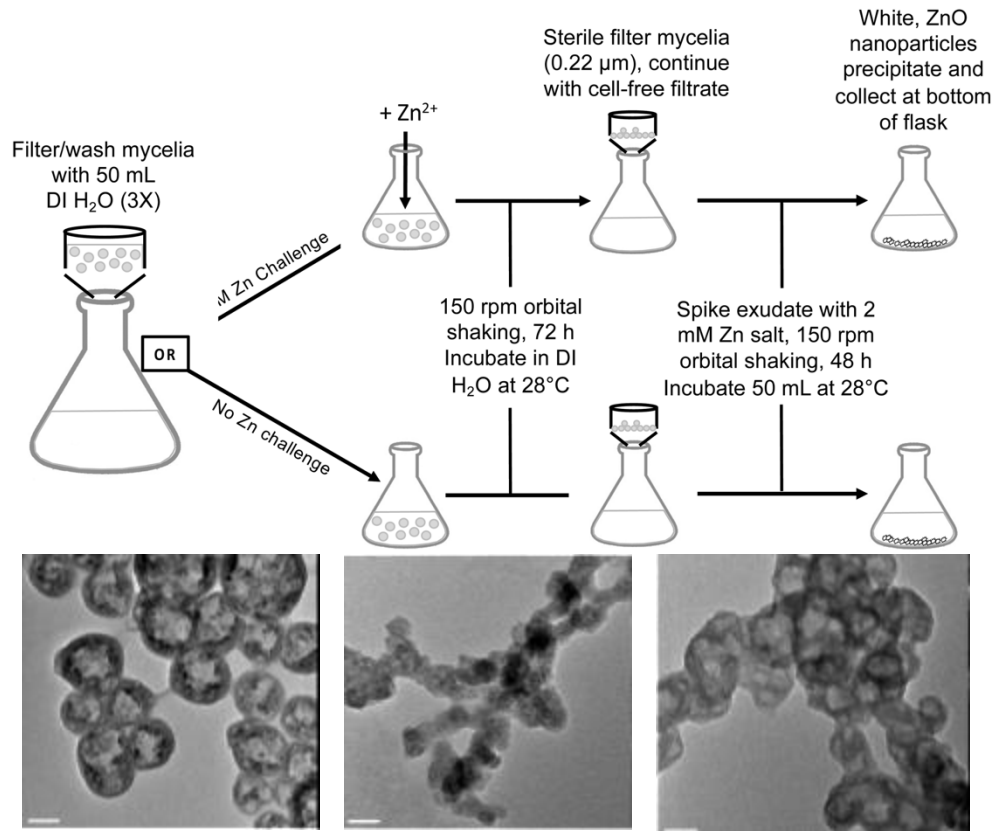 Filter/wash mycelia
with 50 mL
DI H₂O (3X)
OR
M Zn Challenge
No Zn challenge
+ Zn²⁺
150 rpm orbital
shaking, 72 h
Incubate in DI
H₂O at 28°C
Sterile filter mycelia
(0.22 µm), continue
with cell-free filtrate
Spike exudate with 2
mM Zn salt, 150 rpm
orbital shaking, 48 h
Incubate 50 mL at 28°C
White, ZnO
nanoparticles
precipitate and
collect at bottom
of flask